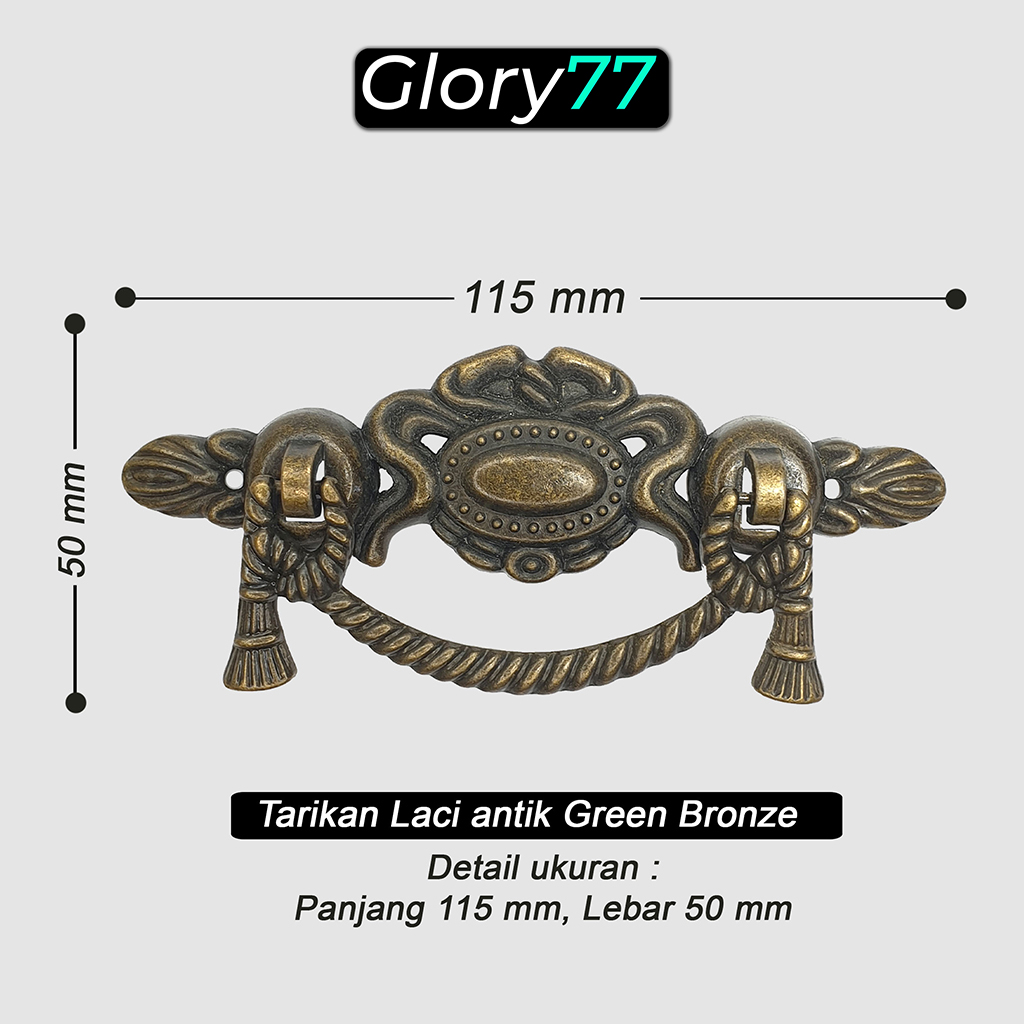 Glory77
115 mm
50 mm
Tarikan Laci antik Green Bronze
Detail ukuran :
Panjang 115 mm, Lebar 50 mm